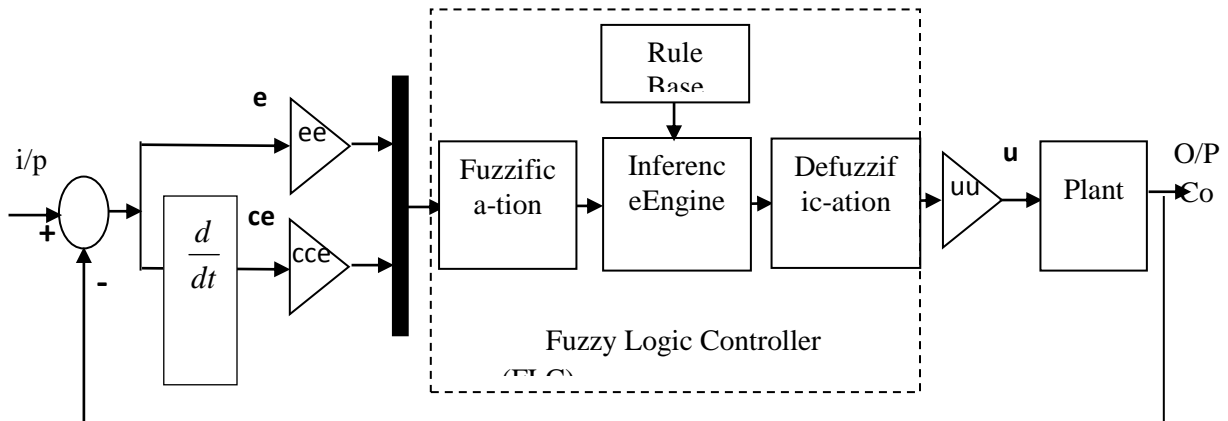 Rule
Base
e
ee
i/p
+
-
d
dt
ce
cce
Fuzzific
a-tion
Inferenc
eEngine
Defuzzif
ic-ation
uu
u
Plant
O/P
Co
Fuzzy Logic Controller
(FLC)